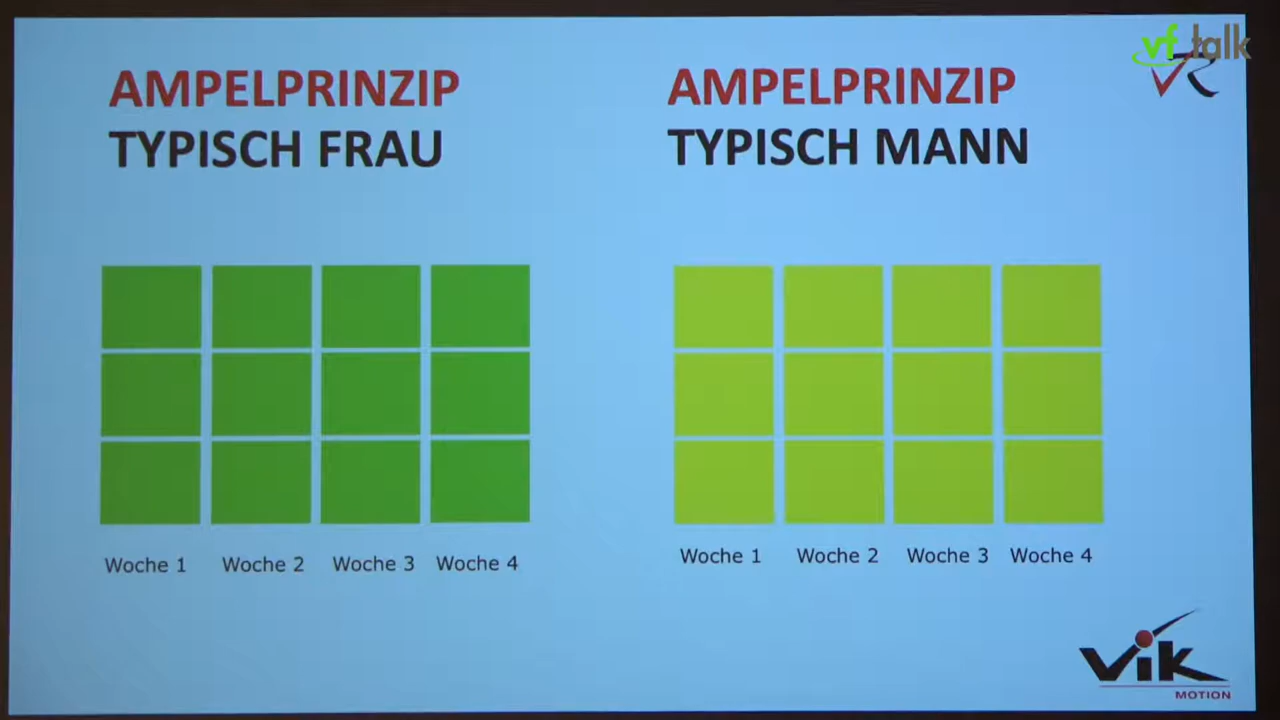 vf.talk
VR
AMPELPRINZIP
TYPISCH FRAU
AMPELPRINZIP
TYPISCH MANN
Woche 1 Woche 2 Woche 3 Woche 4
Woche 1 Woche 2 Woche 3 Woche 4
vik
MOTION